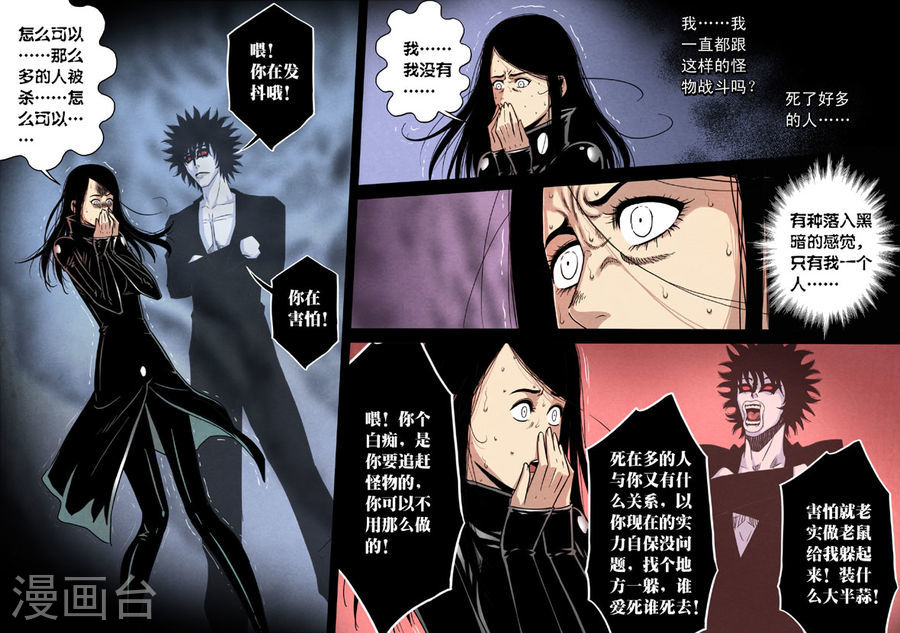 怎么可以
……那么
多的人被
杀……怎
么可以……
……
喂！
你在发
抖哦！
你在
害怕！
我……
我没有
……
我……我
一直都跟
这样的怪
物战斗吗？
死了好多
的人……
有种落入黑
暗的感觉，
只有我一个
人……
喂！你个
白痴，是
你要追赶
怪物的，
你可以不
用那么做
的！
死在多的人
与你又有什
么关系，以
你现在的实
力自保没问
题，找个地
方一躲，谁
爱死谁死去！
害怕就老
实做老鼠
给我躲起
来！装什
么大半蒜！
漫画台